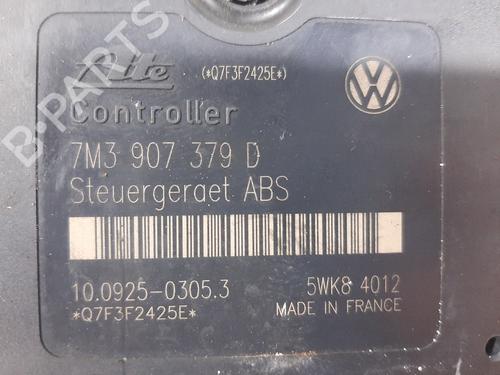 Ate
(*Q7F3F2425E*)
Controller
7M3 907 379 D
Steuergeraet ABS
10.0925-0305.3
5WK8 4012
*Q7F3F2425E*
MADE IN FRANCE
B-PARTS